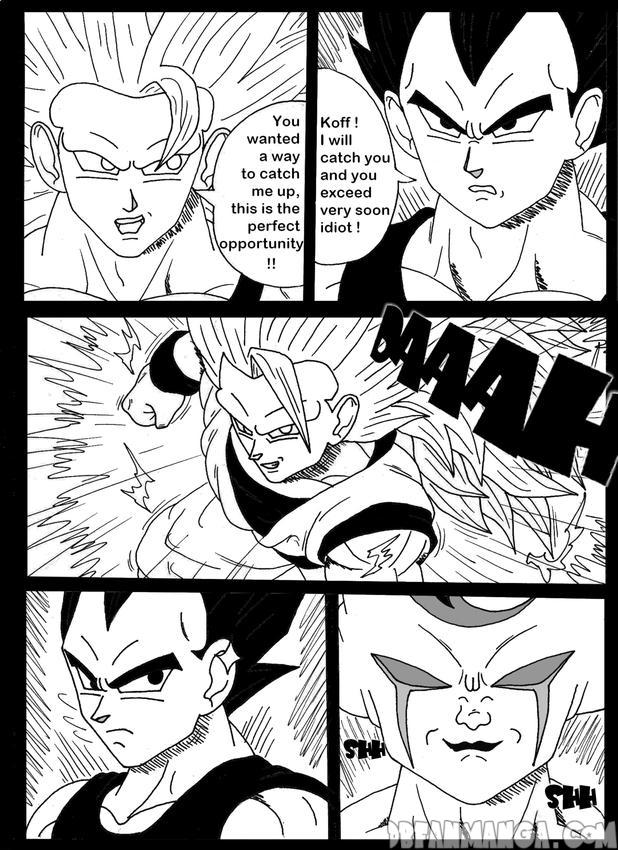 You
wanted
a way
to catch
me up,
this is the
perfect
opportunity
!!
Koff !
I will
catch you
and you
exceed
very soon
idiot !
DAAAAH
SHH
SHH
DBFANMANGA.COM